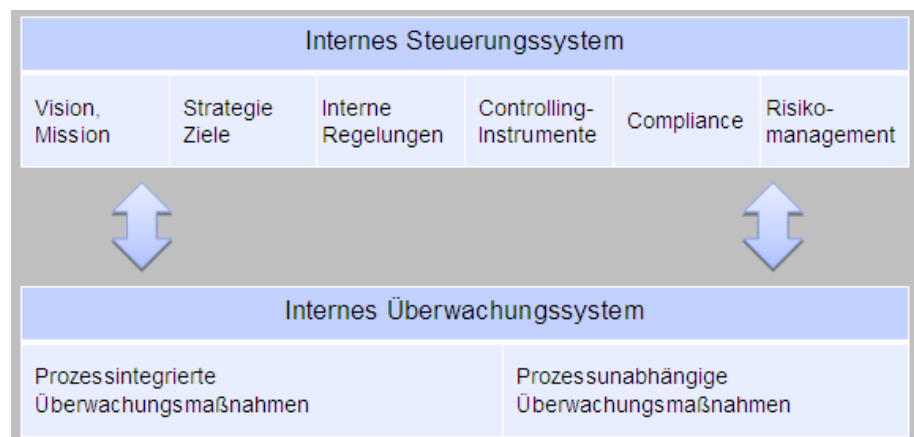 Internes Steuerungssystem
Vision,
Mission
Strategie
Ziele
Interne
Regelungen
Controlling-
Instrumente
Compliance
Risiko-
management
Internes Überwachungssystem
Prozessintegrierte
Überwachungsmaßnahmen
Prozessunabhängige
Überwachungsmaßnahmen